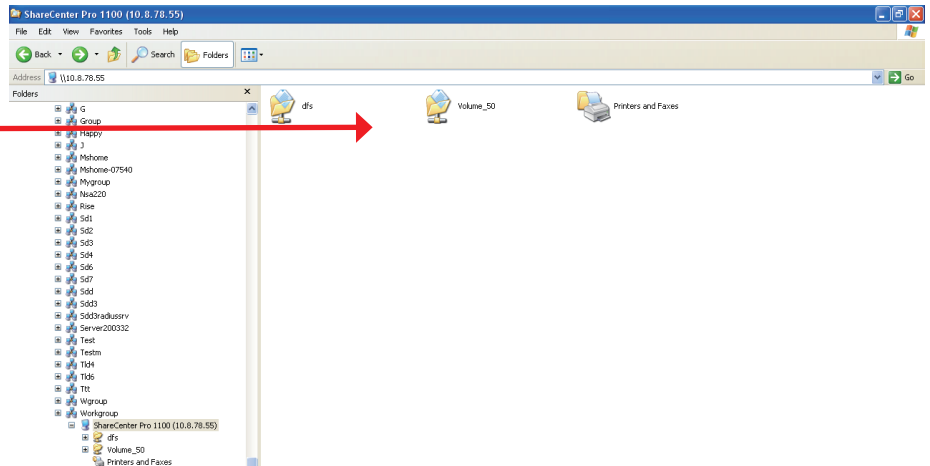 ShareCenter Pro 1100 (10.8.78.55)
File Edit View Favorites Tools Help
Back Search Folders
Address \\10.8.78.55 Go
Folders
dfs Volume_50 Printers and Faxes
G
Group
Happy
J
Mshome
Mshome-07540
Mygroup
Nsa220
Rise
Sd1
Sd2
Sd3
Sd4
Sd6
Sd7
Sdd
Sdd3
Sdd3radiussrv
Server200332
Test
Testm
Tld4
Tld6
Ttt
Wgroup
Workgroup
ShareCenter Pro 1100 (10.8.78.55)
dfs
Volume_50
Printers and Faxes